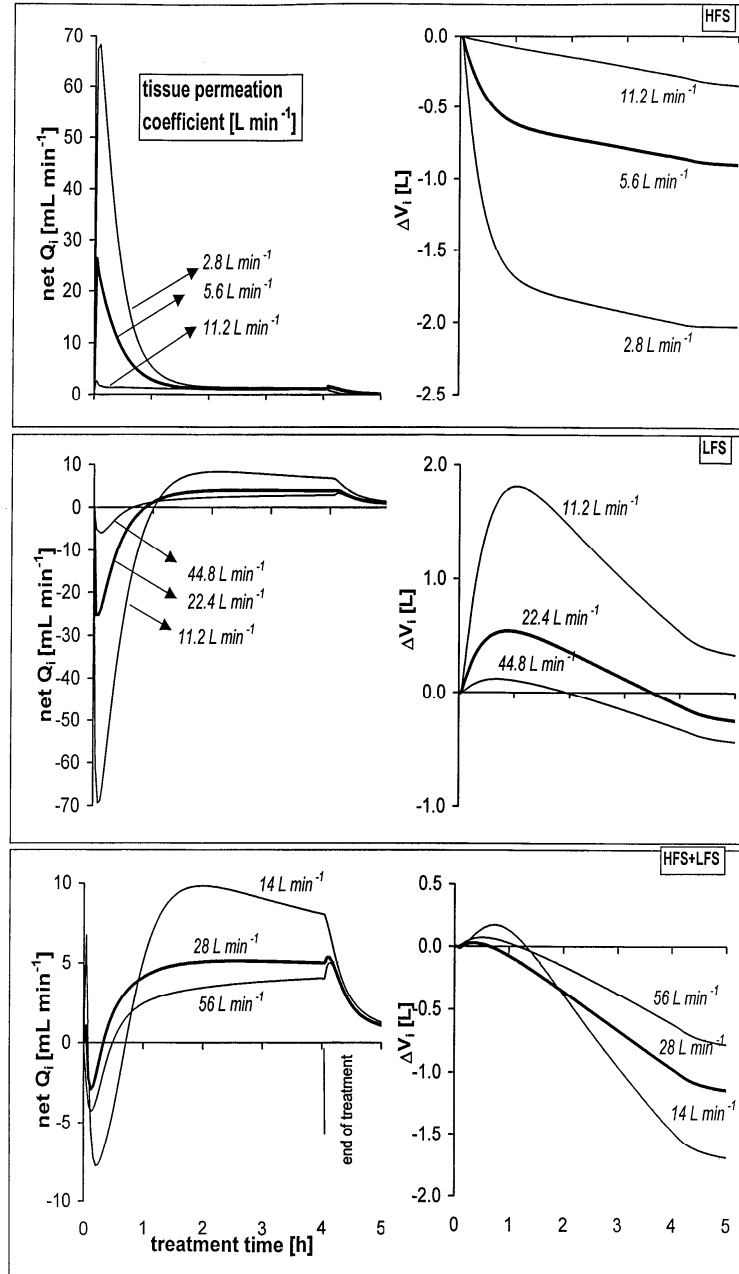 HFS
70
60
50
40
30
20
10
0
net Qi [mL min⁻¹]
tissue permeation
coefficient [L min⁻¹]
2.8 L min⁻¹
5.6 L min⁻¹
11.2 L min⁻¹
0.0
-0.5
-1.0
-1.5
-2.0
-2.5
ΔVi [L]
11.2 L min⁻¹
5.6 L min⁻¹
2.8 L min⁻¹
LFS
10
0
-10
-20
-30
-40
-50
-60
-70
net Qi [mL min⁻¹]
44.8 L min⁻¹
22.4 L min⁻¹
11.2 L min⁻¹
2.0
1.0
0.0
-1.0
ΔVi [L]
11.2 L min⁻¹
22.4 L min⁻¹
44.8 L min⁻¹
HFS+LFS
10
5
0
-5
-10
net Qi [mL min⁻¹]
14 L min⁻¹
28 L min⁻¹
56 L min⁻¹
end of treatment
0 1 2 3 4 5
treatment time [h]
0.5
0.0
-0.5
-1.0
-1.5
-2.0
ΔVi [L]
56 L min⁻¹
28 L min⁻¹
14 L min⁻¹
0 1 2 3 4 5